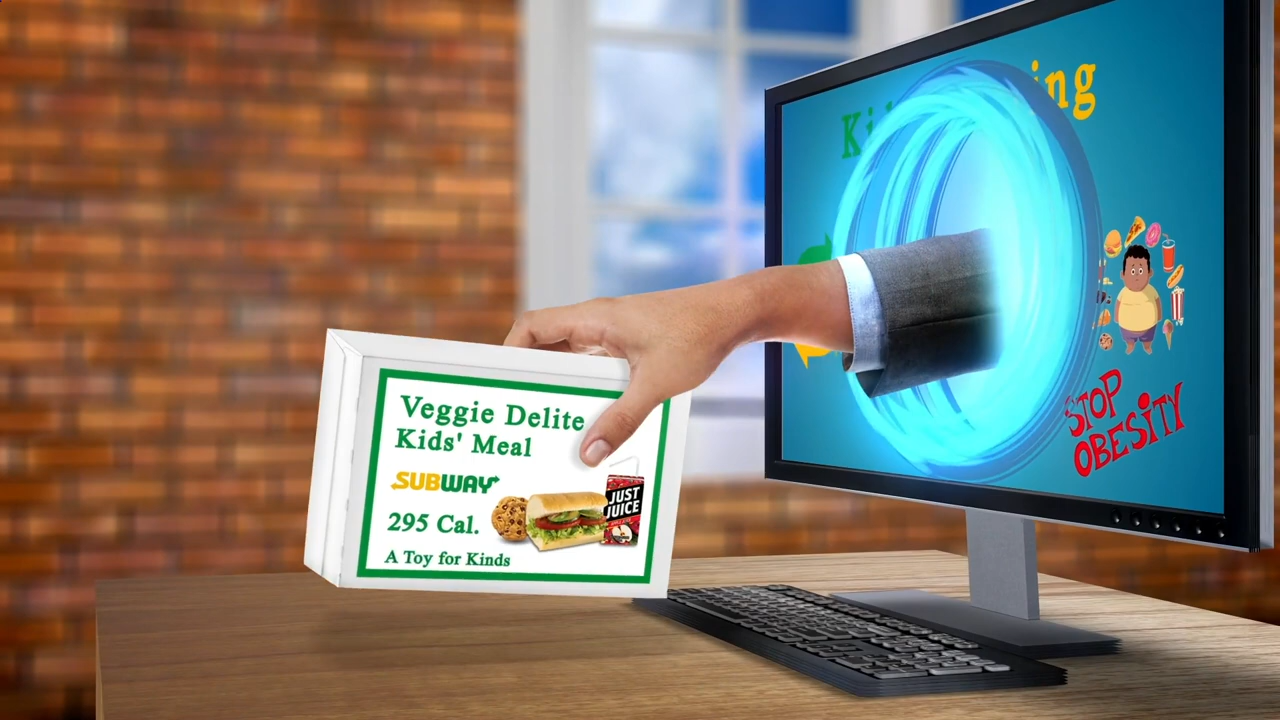 Veggie Delite
Kids' Meal
SUBWAY
295 Cal.
A Toy for Kinds
JUST
JUICE
STOP
OBESITY